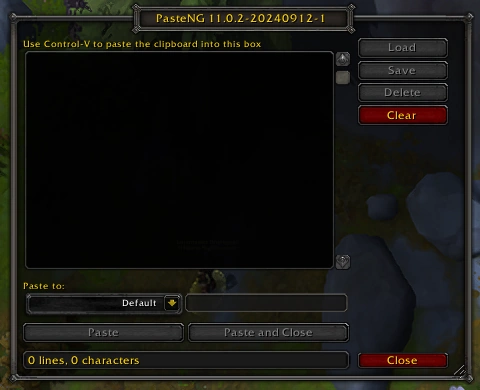 PasteNG 11.0.2-20240912-1
Use Control-V to paste the clipboard into this box
Load
Save
Delete
Clear
Paste to:
Default
Paste
Paste and Close
0 lines, 0 characters
Close